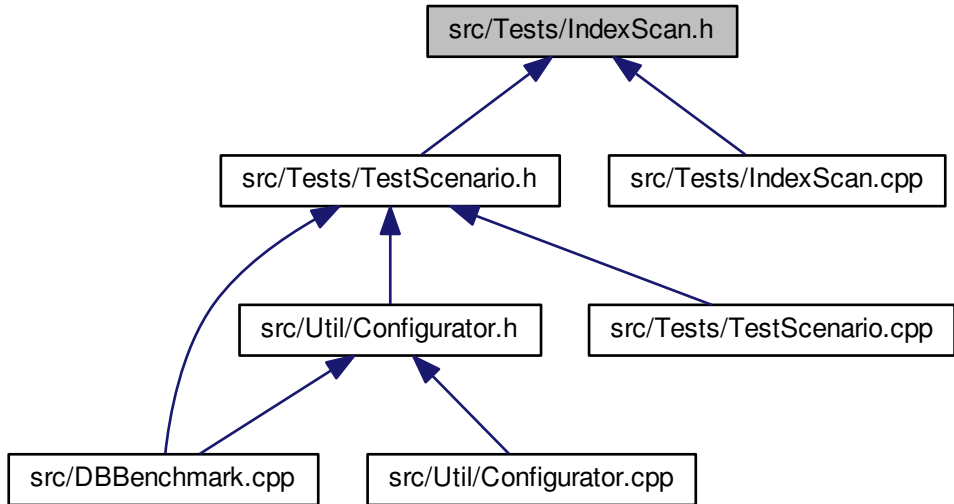 src/Tests/IndexScan.h
src/Tests/TestScenario.h
src/Tests/IndexScan.cpp
src/Util/Configurator.h
src/Tests/TestScenario.cpp
src/DBBenchmark.cpp
src/Util/Configurator.cpp